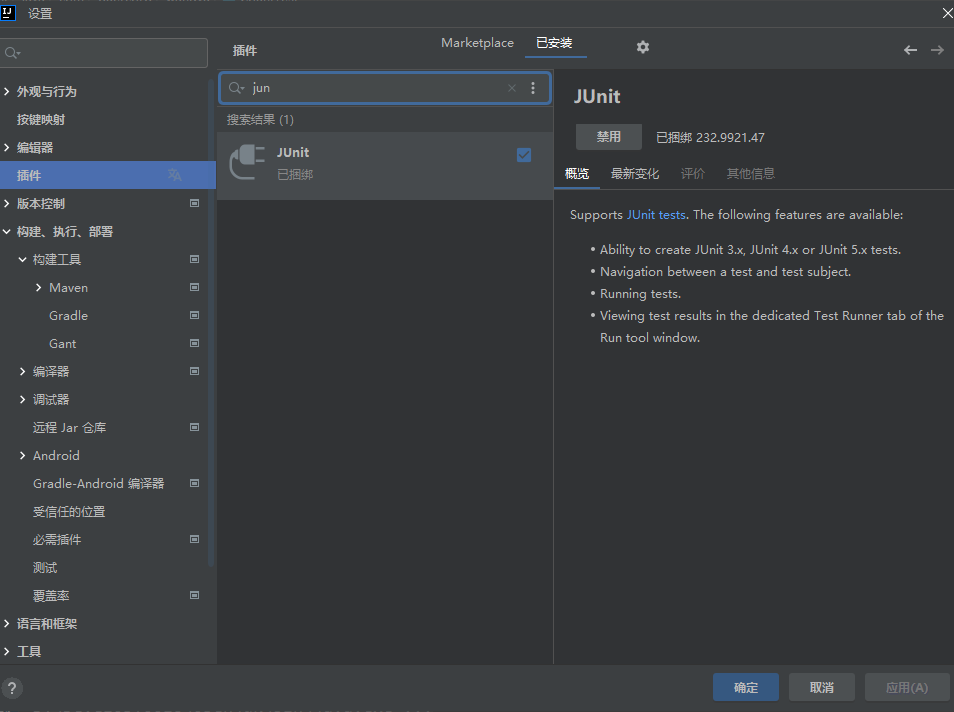 设置
插件
Marketplace
已安装
外观与行为
按键映射
编辑器
插件
版本控制
构建、执行、部署
构建工具
Maven
Gradle
Gant
编译器
调试器
远程 Jar 仓库
Android
Gradle-Android 编译器
受信任的位置
必需插件
测试
覆盖率
语言和框架
工具
jun
搜索结果 (1)
JUnit
已捆绑
JUnit
禁用
已捆绑 232.9921.47
概览
最新变化
评价
其他信息
Supports JUnit tests. The following features are available:
• Ability to create JUnit 3.x, JUnit 4.x or JUnit 5.x tests.
• Navigation between a test and test subject.
• Running tests.
• Viewing test results in the dedicated Test Runner tab of the
Run tool window.
?
确定
取消
应用(A)